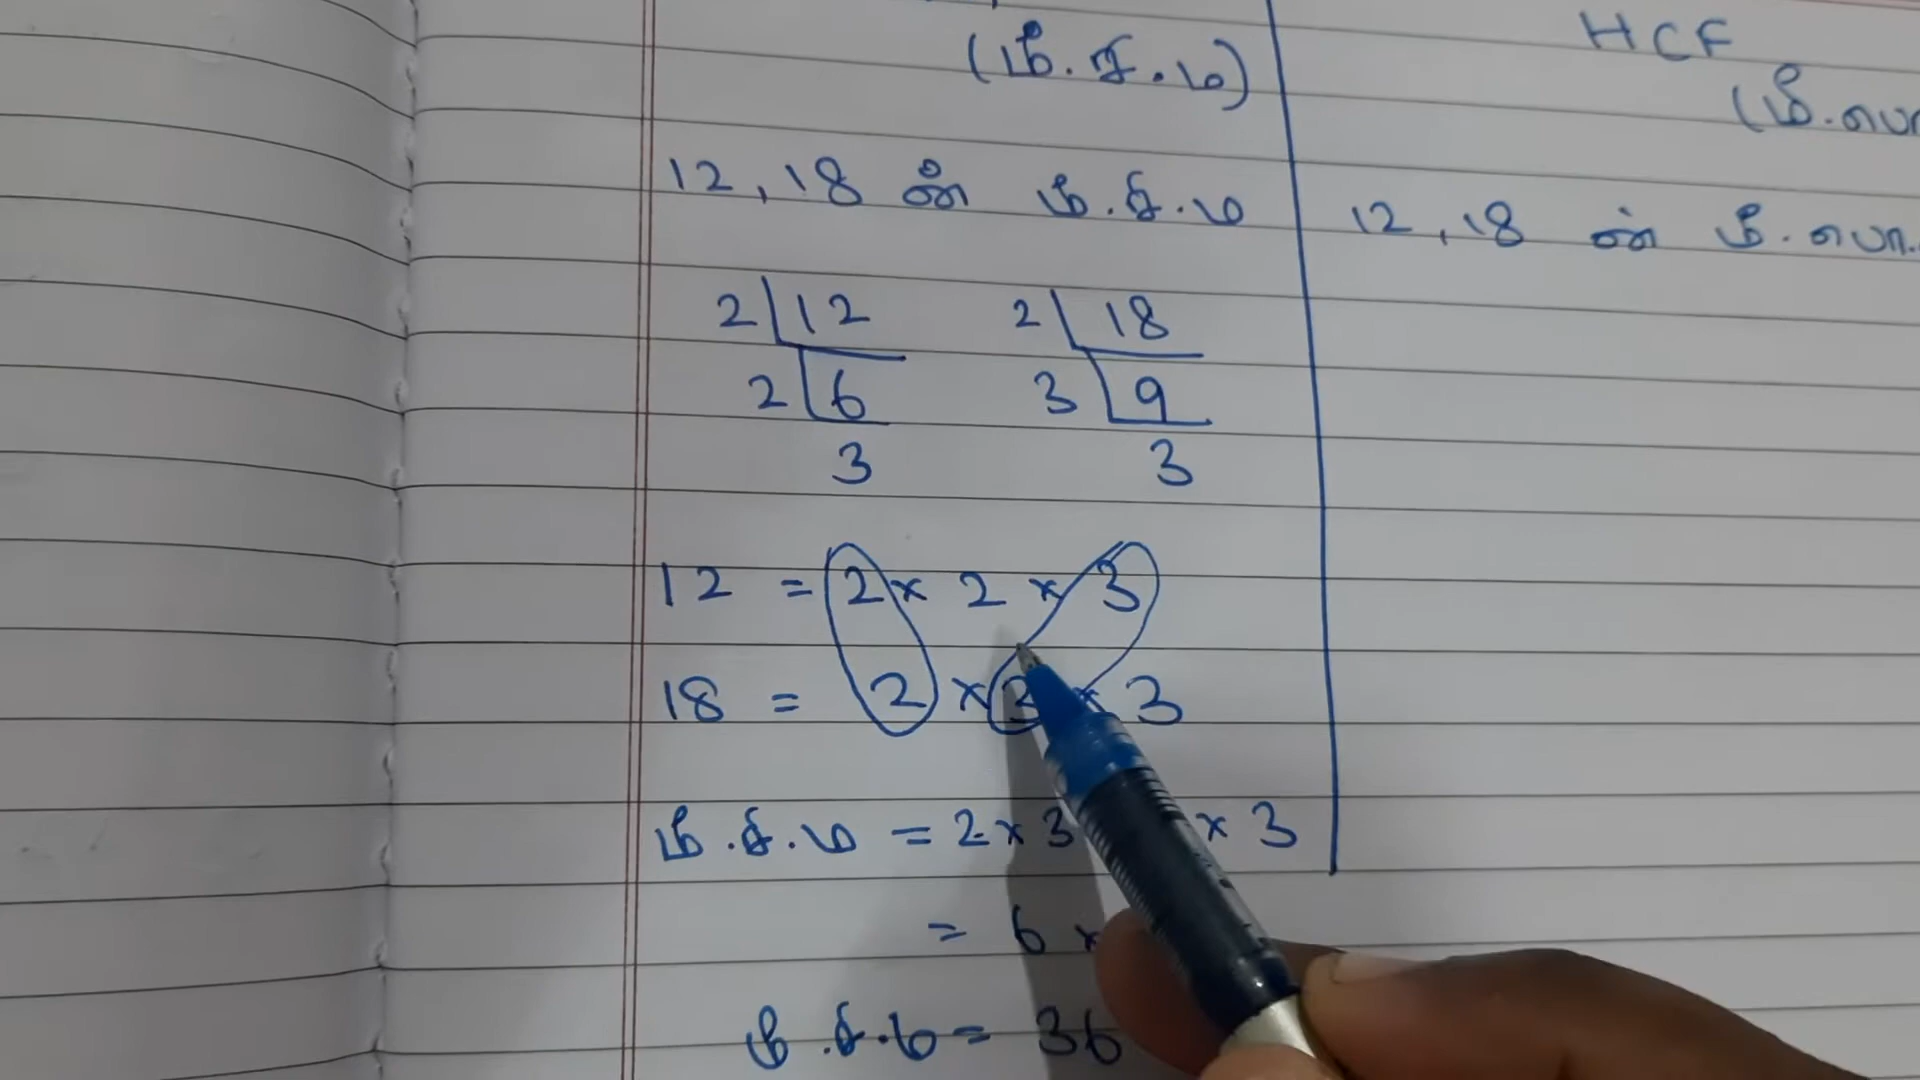 (மீ.சி.ம)
12, 18 ன் மீ.சி.ம
2 12
2 6
3
2 18
3 9
3
12 = 2 × 2 × 3
18 = 2 × 3 × 3
மீ.சி.ம = 2 × 3 × 3
= 6 ×
மீ.சி.ம = 36
HCF
(மீ.பெ
12, 18 ன் மீ.பொ.